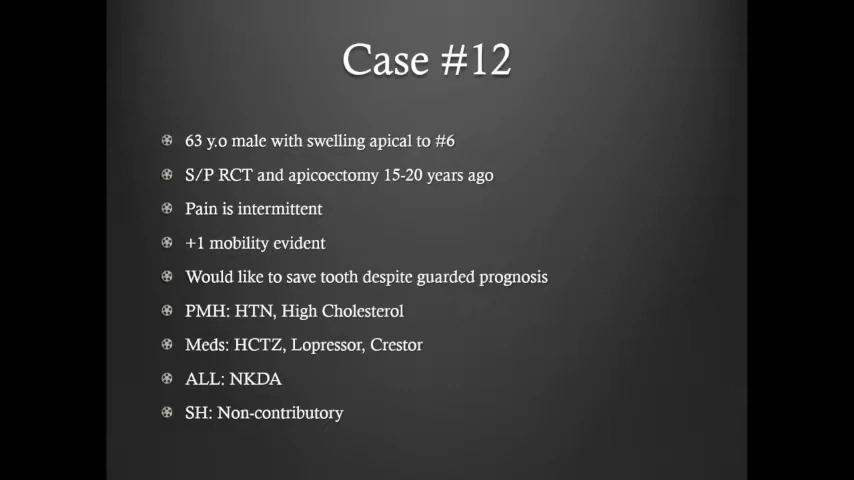 Case #12
63 y.o male with swelling apical to #6
S/P RCT and apicoectomy 15-20 years ago
Pain is intermittent
+1 mobility evident
Would like to save tooth despite guarded prognosis
PMH: HTN, High Cholesterol
Meds: HCTZ, Lopressor, Crestor
ALL: NKDA
SH: Non-contributory